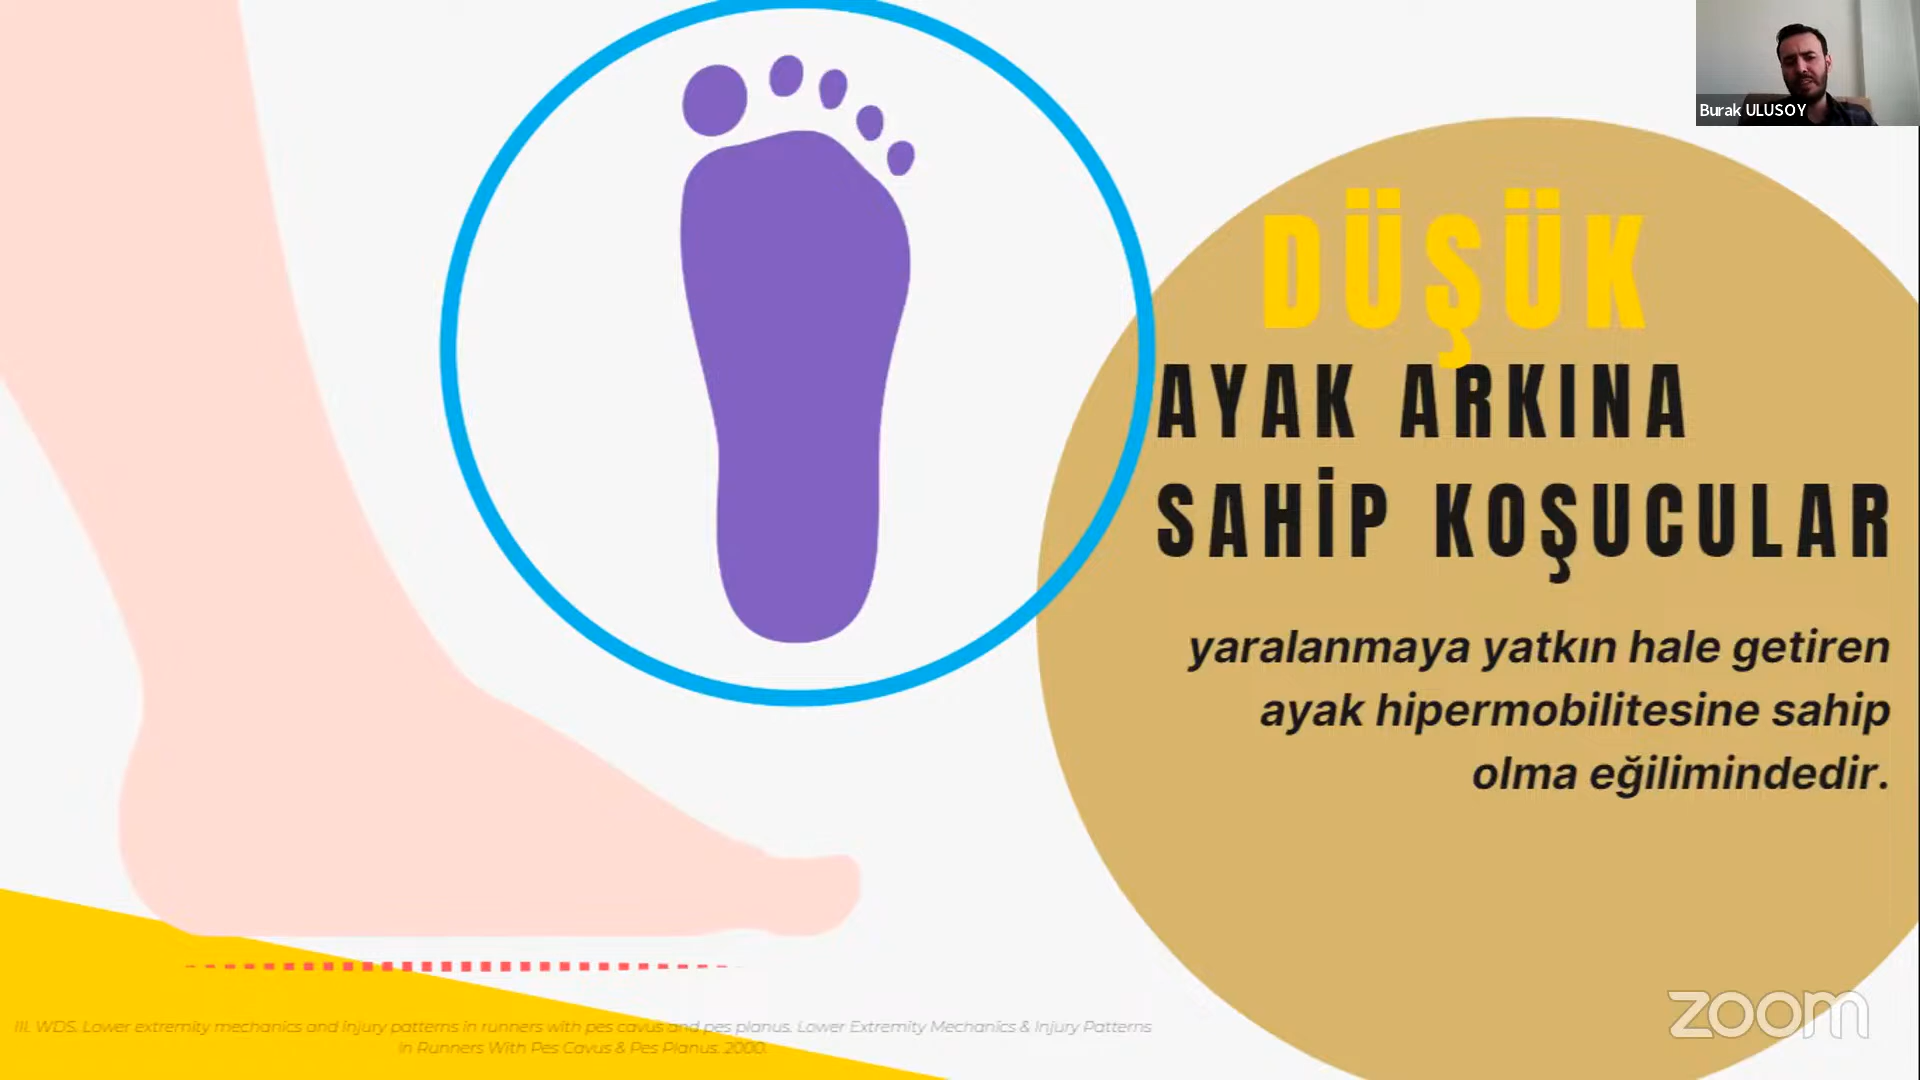 Burak ULUSOY
DÜŞÜK
AYAK ARKINA
SAHİP KOŞUCULAR
yaralanmaya yatkın hale getiren
ayak hipermobilitesine sahip
olma eğilimindedir.
III, WDS. Lower extremity mechanics and injury patterns in runners with pes cavus and pes planus. Lower Extremity Mechanics & Injury Patterns
in Runners With Pes Cavus & Pes Planus. 2000.
zoom